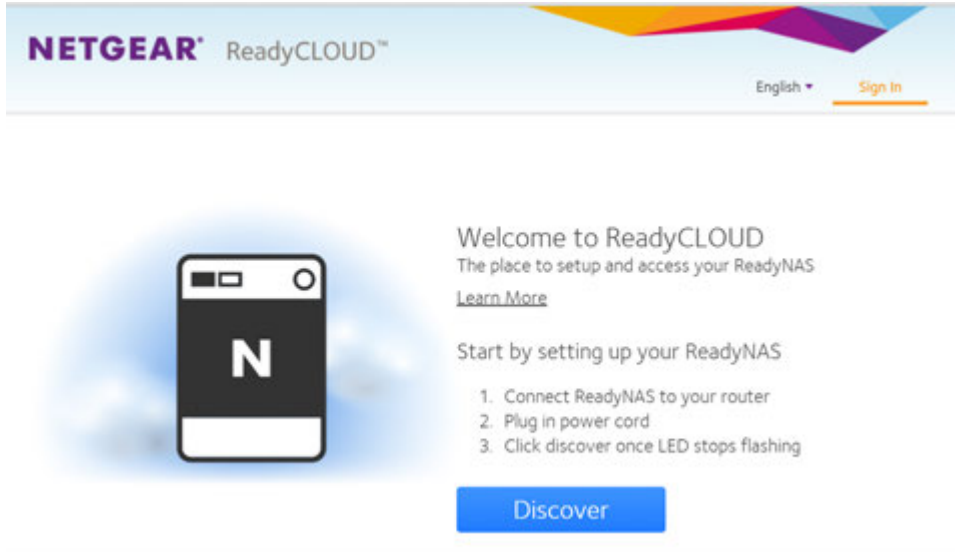 NETGEAR® ReadyCLOUD™
English Sign In
Welcome to ReadyCLOUD
The place to setup and access your ReadyNAS
Learn More
Start by setting up your ReadyNAS
1. Connect ReadyNAS to your router
2. Plug in power cord
3. Click discover once LED stops flashing
N
Discover